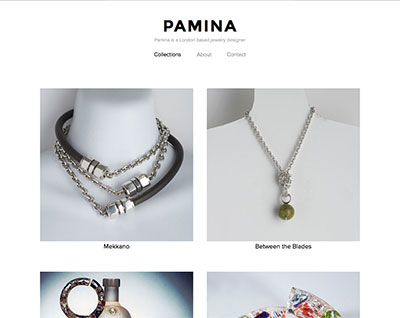 PAMINA
Pamina is a London based jewelry designer
Collections About Contact
Mekkano
Between the Blades